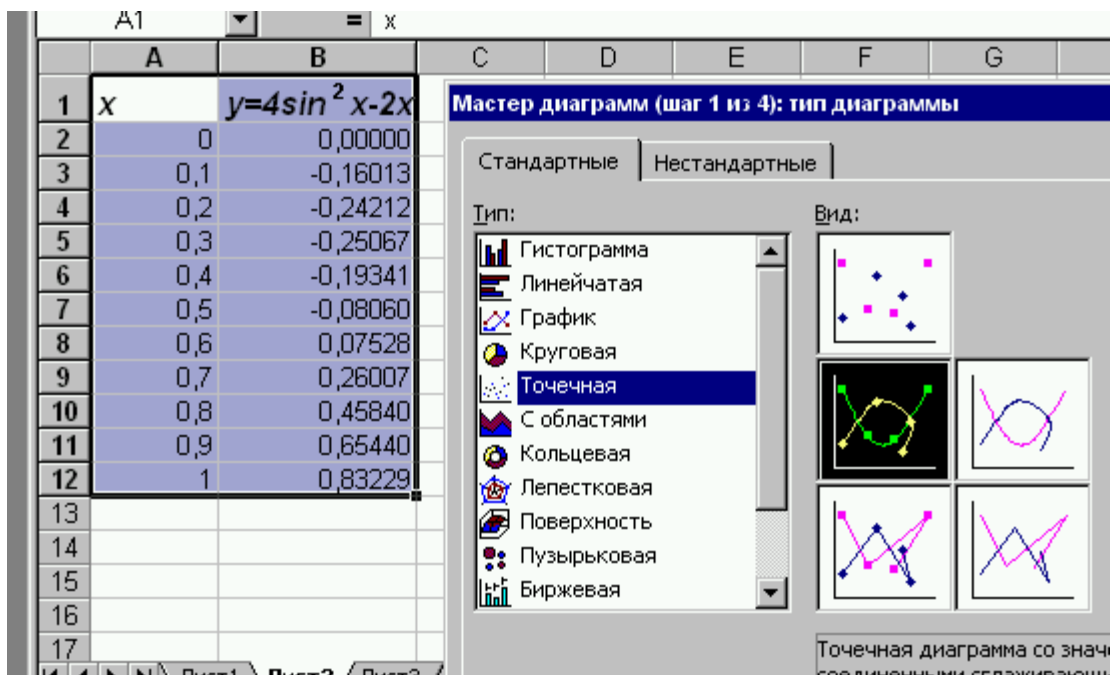 A1 = x
A B C D E F G
1 x y=4sin² x-2x
2 0 0,00000
3 0,1 -0,16013
4 0,2 -0,24212
5 0,3 -0,25067
6 0,4 -0,19341
7 0,5 -0,08060
8 0,6 0,07528
9 0,7 0,26007
10 0,8 0,45840
11 0,9 0,65440
12 1 0,83229
13
14
15
16
17
Мастер диаграмм (шаг 1 из 4): тип диаграммы
Стандартные Нестандартные
Тип: Вид:
Гистограмма
Линейчатая
График
Круговая
Точечная
С областями
Кольцевая
Лепестковая
Поверхность
Пузырьковая
Биржевая
Точечная диаграмма со